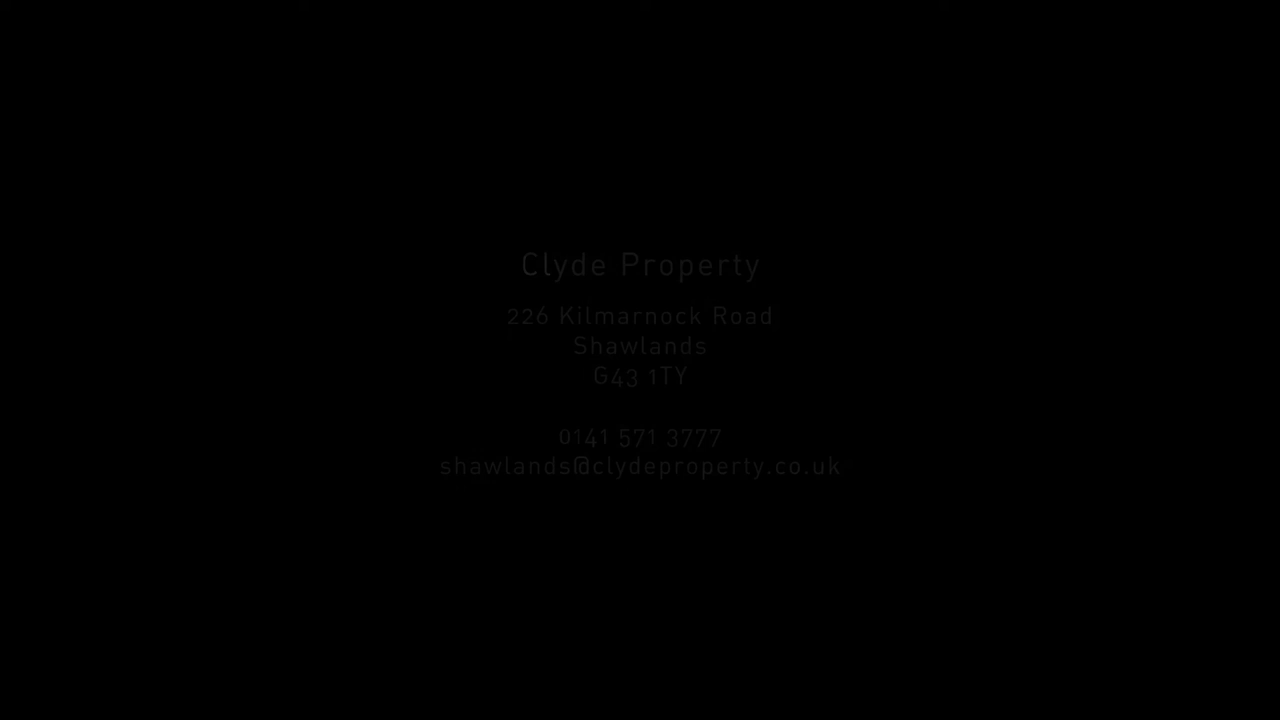 Clyde Property
226 Kilmarnock Road
Shawlands
G43 1TY
0141 571 3777
shawlands@clydeproperty.co.uk